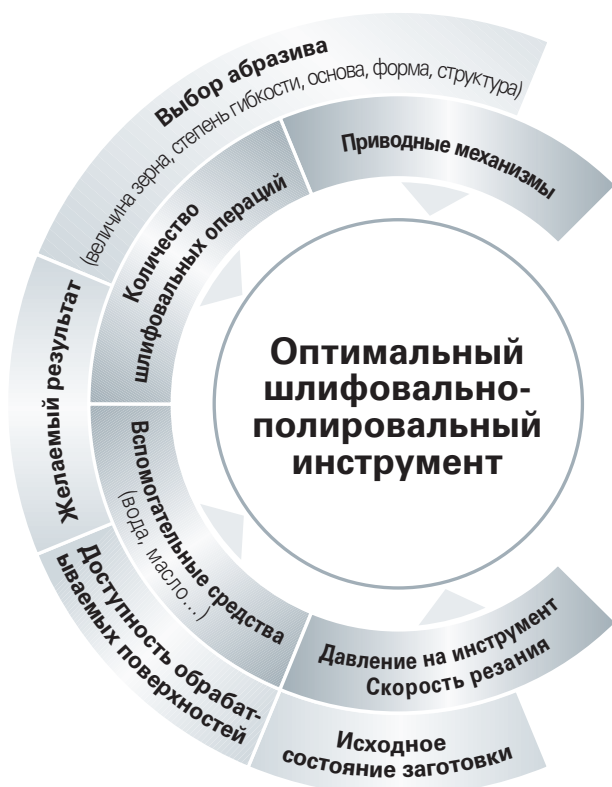 Выбор абразива
(величина зерна, степень гибкости, основа, форма, структура)
Приводные механизмы
Количество
шлифовальных операций
Желаемый результат
Оптимальный
шлифовально-
полировальный
инструмент
Вспомогательные средства
(вода, масло...)
Доступность обрабат-
ываемых поверхностей
Давление на инструмент
Скорость резания
Исходное
состояние заготовки